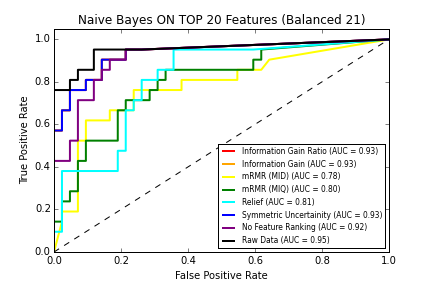 Naive Bayes ON TOP 20 Features (Balanced 21)
1.0
0.8
0.6
0.4
0.2
0.0
True Positive Rate
Information Gain Ratio (AUC = 0.93)
Information Gain (AUC = 0.93)
mRMR (MID) (AUC = 0.78)
mRMR (MIQ) (AUC = 0.80)
Relief (AUC = 0.81)
Symmetric Uncertainity (AUC = 0.93)
No Feature Ranking (AUC = 0.92)
Raw Data (AUC = 0.95)
0.0 0.2 0.4 0.6 0.8 1.0
False Positive Rate